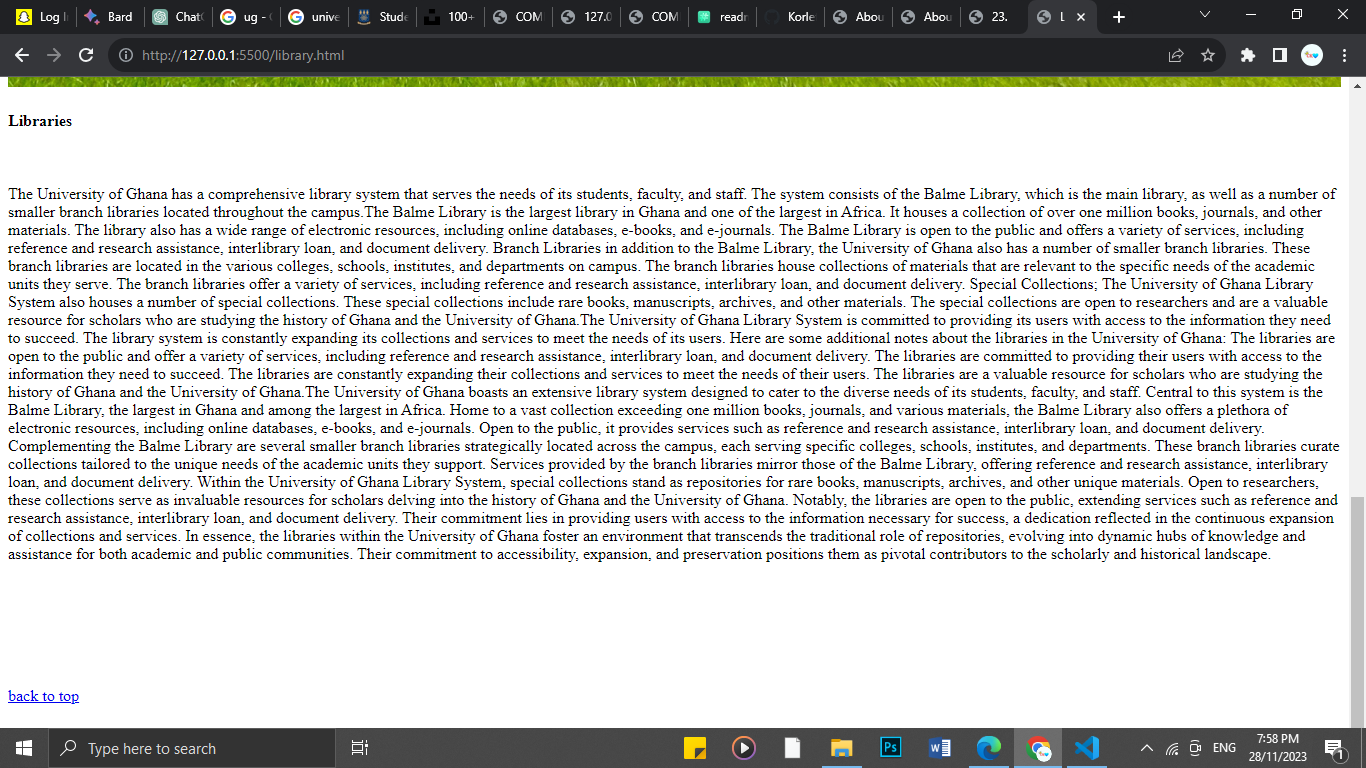 Log I
Bard
ChatG
ug - G
unive
Stude
100+
COM
127.0
COM
readm
Korle
Abou
Abou
23.
L
http://127.0.0.1:5500/library.html
Libraries
The University of Ghana has a comprehensive library system that serves the needs of its students, faculty, and staff. The system consists of the Balme Library, which is the main library, as well as a number of
smaller branch libraries located throughout the campus.The Balme Library is the largest library in Ghana and one of the largest in Africa. It houses a collection of over one million books, journals, and other
materials. The library also has a wide range of electronic resources, including online databases, e-books, and e-journals. The Balme Library is open to the public and offers a variety of services, including
reference and research assistance, interlibrary loan, and document delivery. Branch Libraries in addition to the Balme Library, the University of Ghana also has a number of smaller branch libraries. These
branch libraries are located in the various colleges, schools, institutes, and departments on campus. The branch libraries house collections of materials that are relevant to the specific needs of the academic
units they serve. The branch libraries offer a variety of services, including reference and research assistance, interlibrary loan, and document delivery. Special Collections; The University of Ghana Library
System also houses a number of special collections. These special collections include rare books, manuscripts, archives, and other materials. The special collections are open to researchers and are a valuable
resource for scholars who are studying the history of Ghana and the University of Ghana.The University of Ghana Library System is committed to providing its users with access to the information they need
to succeed. The library system is constantly expanding its collections and services to meet the needs of its users. Here are some additional notes about the libraries in the University of Ghana: The libraries are
open to the public and offer a variety of services, including reference and research assistance, interlibrary loan, and document delivery. The libraries are committed to providing their users with access to the
information they need to succeed. The libraries are constantly expanding their collections and services to meet the needs of their users. The libraries are a valuable resource for scholars who are studying the
history of Ghana and the University of Ghana.The University of Ghana boasts an extensive library system designed to cater to the diverse needs of its students, faculty, and staff. Central to this system is the
Balme Library, the largest in Ghana and among the largest in Africa. Home to a vast collection exceeding one million books, journals, and various materials, the Balme Library also offers a plethora of
electronic resources, including online databases, e-books, and e-journals. Open to the public, it provides services such as reference and research assistance, interlibrary loan, and document delivery.
Complementing the Balme Library are several smaller branch libraries strategically located across the campus, each serving specific colleges, schools, institutes, and departments. These branch libraries curate
collections tailored to the unique needs of the academic units they support. Services provided by the branch libraries mirror those of the Balme Library, offering reference and research assistance, interlibrary
loan, and document delivery. Within the University of Ghana Library System, special collections stand as repositories for rare books, manuscripts, archives, and other unique materials. Open to researchers,
these collections serve as invaluable resources for scholars delving into the history of Ghana and the University of Ghana. Notably, the libraries are open to the public, extending services such as reference and
research assistance, interlibrary loan, and document delivery. Their commitment lies in providing users with access to the information necessary for success, a dedication reflected in the continuous expansion
of collections and services. In essence, the libraries within the University of Ghana foster an environment that transcends the traditional role of repositories, evolving into dynamic hubs of knowledge and
assistance for both academic and public communities. Their commitment to accessibility, expansion, and preservation positions them as pivotal contributors to the scholarly and historical landscape.
back to top
Type here to search
Ps
ENG
7:58 PM
28/11/2023
1